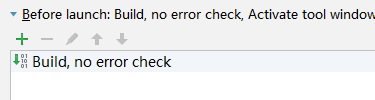 Before launch: Build, no error check, Activate tool window
Build, no error check